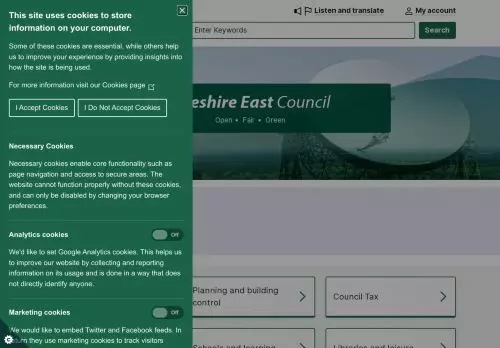 This site uses cookies to store
information on your computer.
Some of these cookies are essential, while others help
us to improve your experience by providing insights into
how the site is being used.
For more information visit our Cookies page
I Accept Cookies
I Do Not Accept Cookies
Necessary Cookies
Necessary cookies enable core functionality such as
page navigation and access to secure areas. The
website cannot function properly without these cookies,
and can only be disabled by changing your browser
preferences.
Analytics cookies
Off
We'd like to set Google Analytics cookies. This helps us
to improve our website by collecting and reporting
information on its usage and is done in a way that does
not directly identify anyone.
Marketing cookies
Off
We would like to embed Twitter and Facebook feeds. In
return they use marketing cookies to track visitors
Listen and translate
My account
Enter Keywords
Search
eshire East Council
Open • Fair • Green
Planning and building
control
Council Tax
Schools and learning
Libraries and leisure